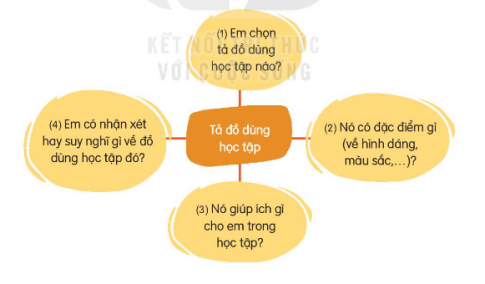 KẾT NỐI TRI THỨC
VỚI CUỘC SỐNG
(1) Em chọn
tả đồ dùng
học tập nào?
(4) Em có nhận xét
hay suy nghĩ gì về đồ
dùng học tập đó?
Tả đồ dùng
học tập
(2) Nó có đặc điểm gì
(về hình dáng,
màu sắc,...)?
(3) Nó giúp ích gì
cho em trong
học tập?